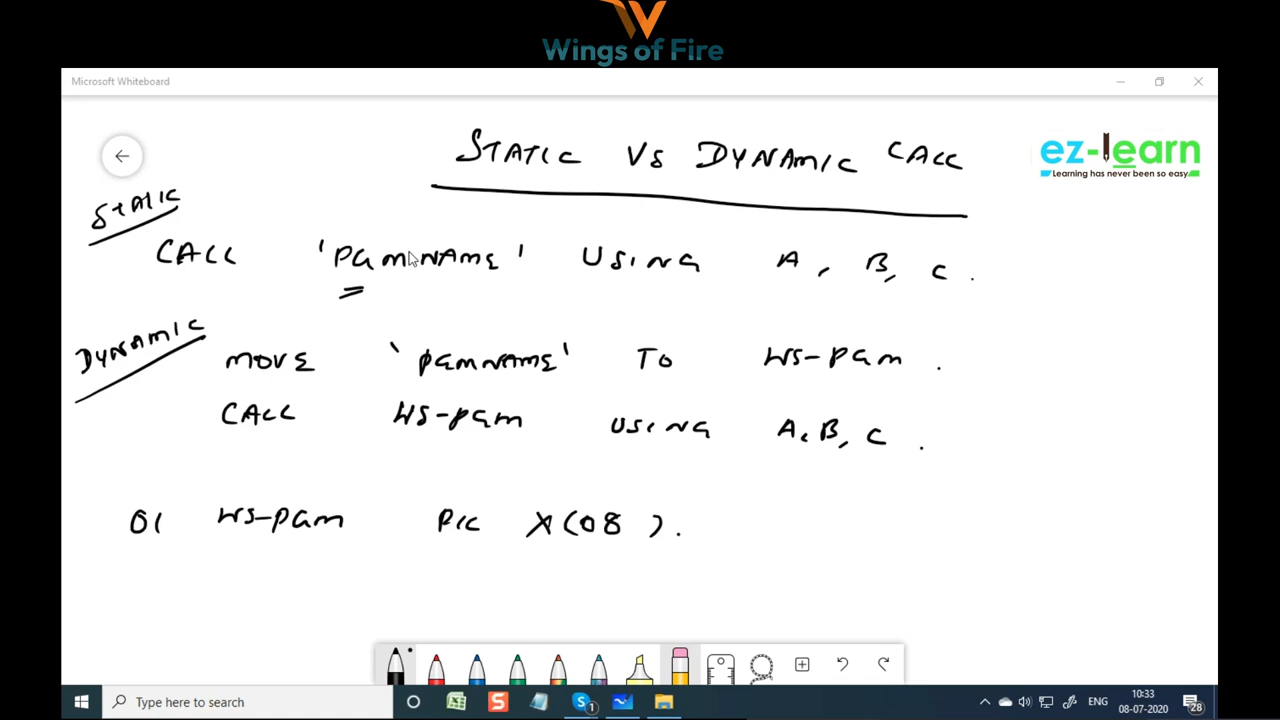 Wings of Fire
Microsoft Whiteboard
STATIC VS DYNAMIC CALL
ez-learn
Learning has never been so easy
STATIC
CALL 'PGMNAME' USING A, B, C.
DYNAMIC
MOVE 'PGMNAME' TO WS-PGM.
CALL WS-PGM USING A, B, C.
01 WS-PGM PIC X(08).
Type here to search
S
1
ENG
10:33
08-07-2020
28